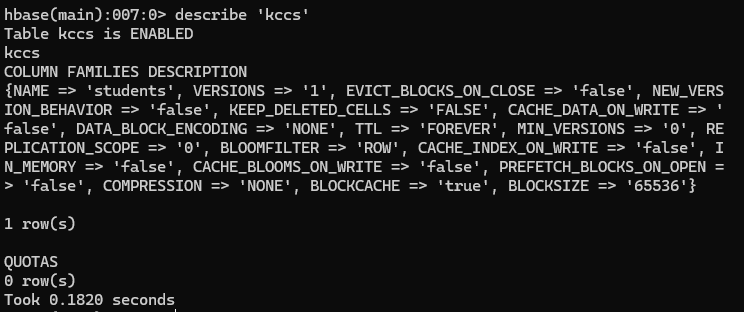 hbase(main):007:0> describe 'kccs'
Table kccs is ENABLED
kccs
COLUMN FAMILIES DESCRIPTION
{NAME => 'students', VERSIONS => '1', EVICT_BLOCKS_ON_CLOSE => 'false', NEW_VERS
ION_BEHAVIOR => 'false', KEEP_DELETED_CELLS => 'FALSE', CACHE_DATA_ON_WRITE => '
false', DATA_BLOCK_ENCODING => 'NONE', TTL => 'FOREVER', MIN_VERSIONS => '0', RE
PLICATION_SCOPE => '0', BLOOMFILTER => 'ROW', CACHE_INDEX_ON_WRITE => 'false', I
N_MEMORY => 'false', CACHE_BLOOMS_ON_WRITE => 'false', PREFETCH_BLOCKS_ON_OPEN =
> 'false', COMPRESSION => 'NONE', BLOCKCACHE => 'true', BLOCKSIZE => '65536'}
1 row(s)
QUOTAS
0 row(s)
Took 0.1820 seconds